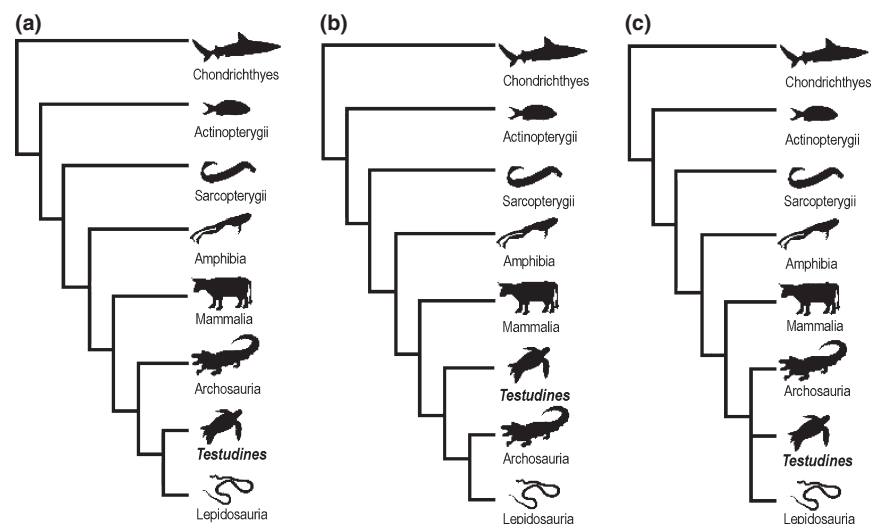 (a)
Chondrichthyes
Actinopterygii
Sarcopterygii
Amphibia
Mammalia
Archosauria
Testudines
Lepidosauria
(b)
Chondrichthyes
Actinopterygii
Sarcopterygii
Amphibia
Mammalia
Testudines
Archosauria
Lepidosauria
(c)
Chondrichthyes
Actinopterygii
Sarcopterygii
Amphibia
Mammalia
Archosauria
Testudines
Lepidosauria